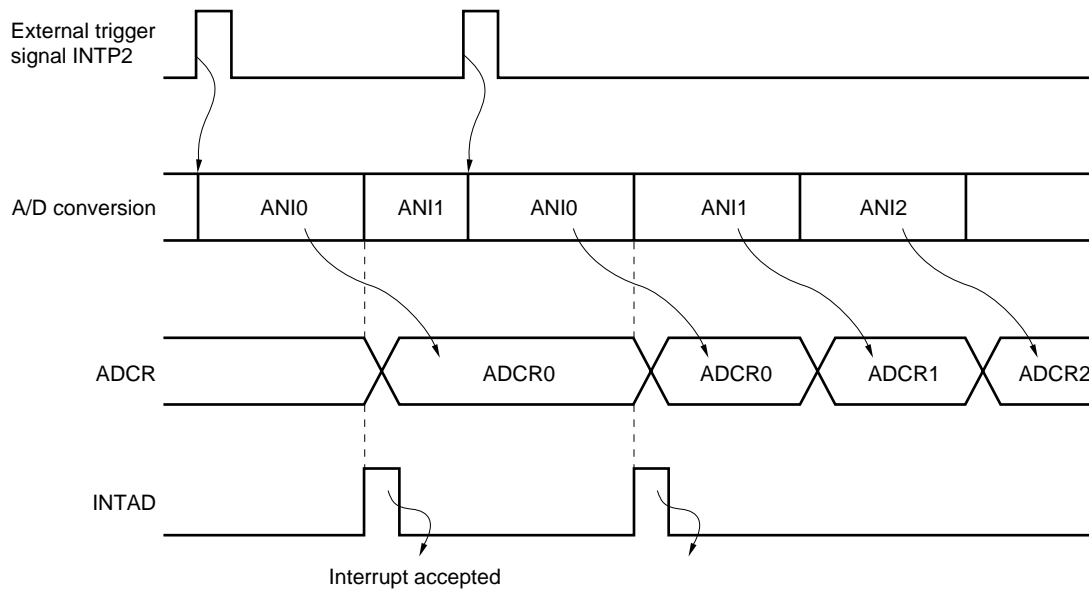 External trigger
signal INTP2
A/D conversion
ANI0
ANI1
ANI0
ANI1
ANI2
ADCR
ADCR0
ADCR0
ADCR1
ADCR2
INTAD
Interrupt accepted